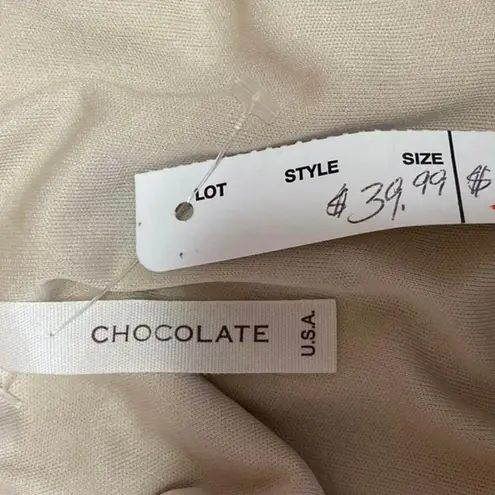 LOT STYLE SIZE
$39.99 $
CHOCOLATE U.S.A.